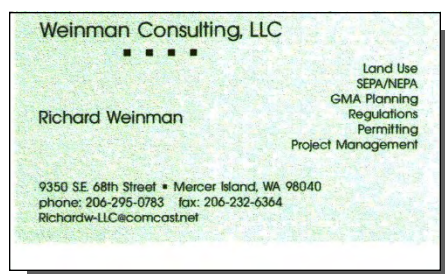 Weinman Consulting, LLC
Land Use
SEPA/NEPA
GMA Planning
Regulations
Permitting
Project Management
Richard Weinman
9350 S.E. 68th Street ▪ Mercer Island, WA 98040
phone: 206-295-0783 fax: 206-232-6364
Richardw-LLC@comcast.net